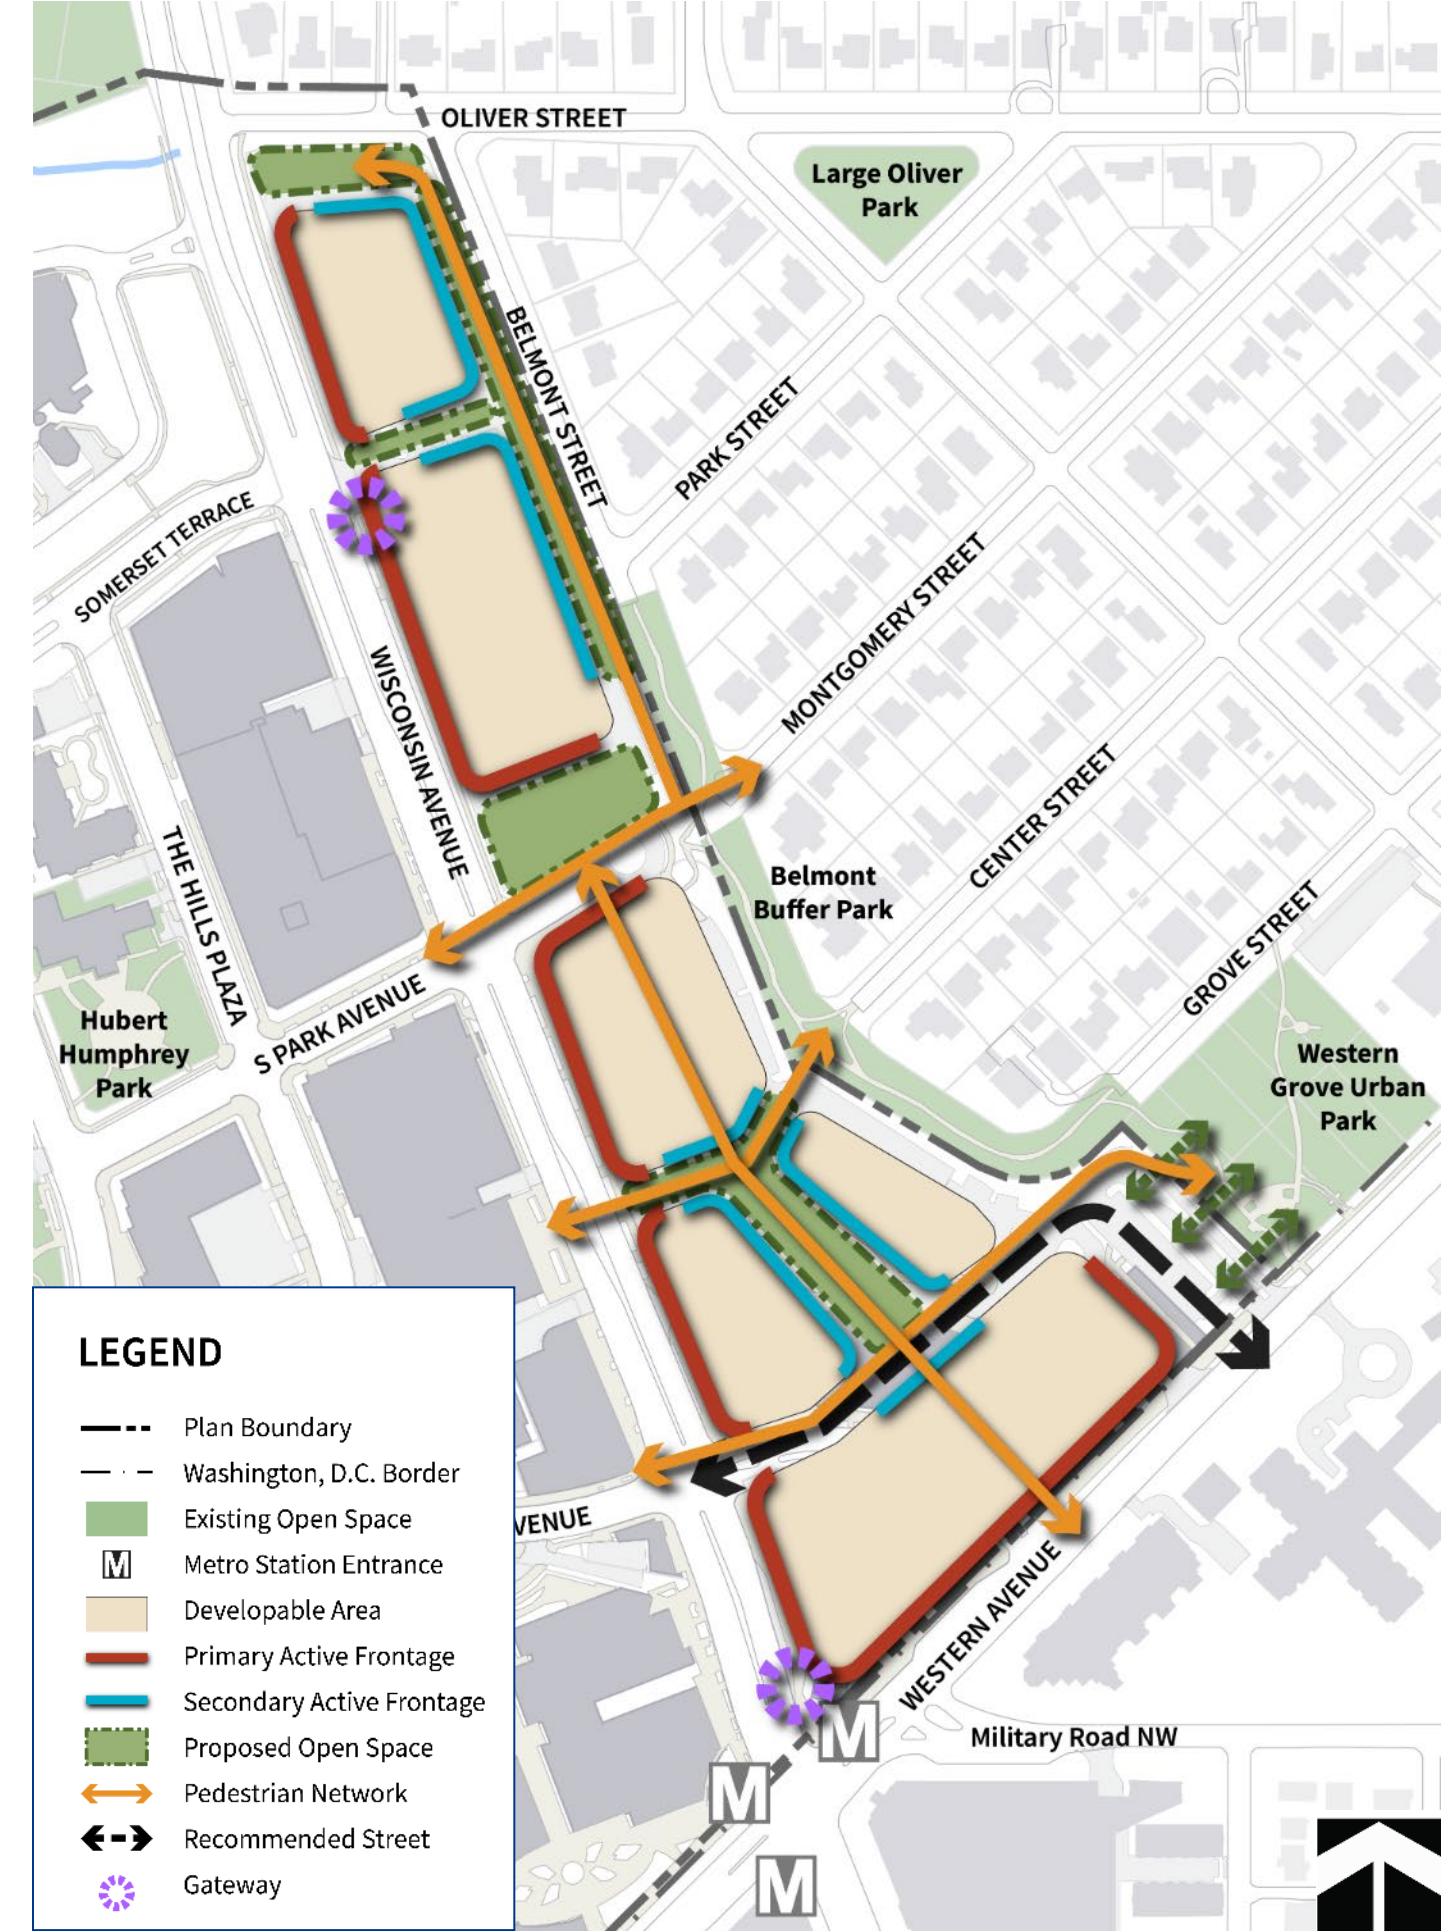 OLIVER STREET
Large Oliver
Park
BELMONT STREET
PARK STREET
SOMERSET TERRACE
MONTGOMERY STREET
WISCONSIN AVENUE
CENTER STREET
THE HILLS PLAZA
Belmont
Buffer Park
GROVE STREET
S PARK AVENUE
Hubert
Humphrey
Park
Western
Grove Urban
Park
VENUE
WESTERN AVENUE
Military Road NW
M
M
M
LEGEND
Plan Boundary
Washington, D.C. Border
Existing Open Space
M
Metro Station Entrance
Developable Area
Primary Active Frontage
Secondary Active Frontage
Proposed Open Space
Pedestrian Network
Recommended Street
Gateway